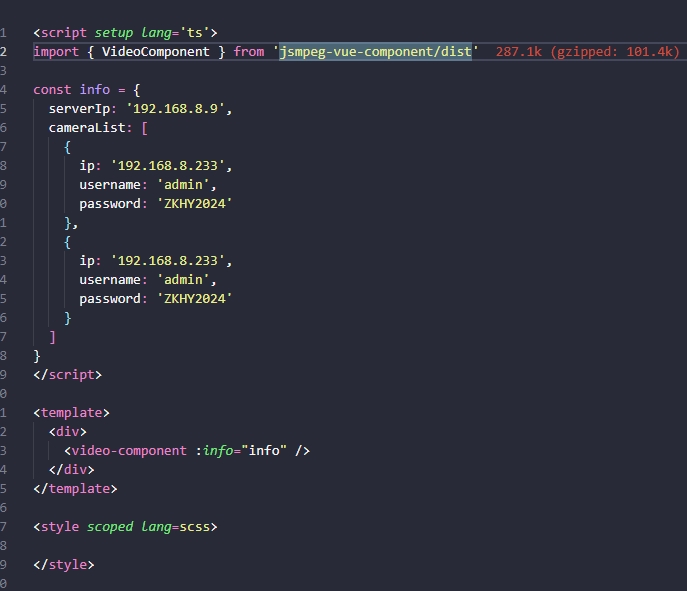 1 <script setup lang='ts'>
2 import { VideoComponent } from 'jsmpeg-vue-component/dist' 287.1k (gzipped: 101.4k)
3
4 const info = {
5   serverIp: '192.168.8.9',
6   cameraList: [
7     {
8       ip: '192.168.8.233',
9       username: 'admin',
0       password: 'ZKHY2024'
1     },
2     {
3       ip: '192.168.8.233',
4       username: 'admin',
5       password: 'ZKHY2024'
6     }
7   ]
8 }
9 </script>
0
1 <template>
2   <div>
3     <video-component :info="info" />
4   </div>
5 </template>
6
7 <style scoped lang=scss>
8
9 </style>
0